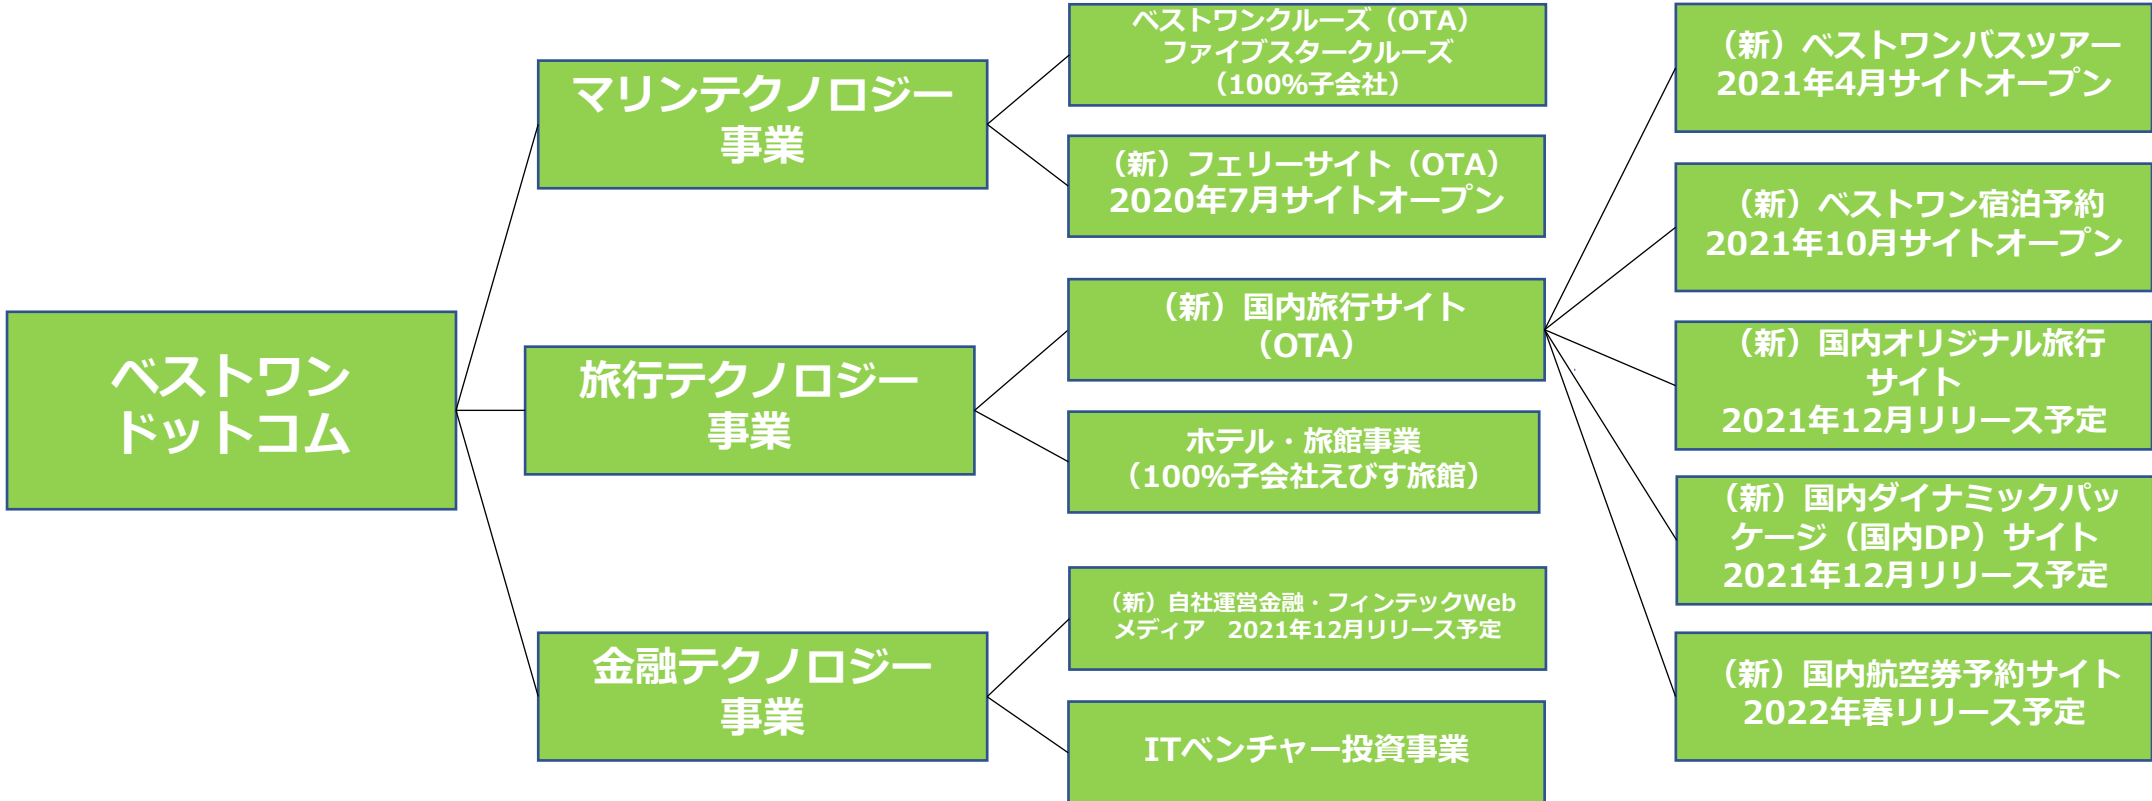 ベストワン
ドットコム
マリンテクノロジー
事業
旅行テクノロジー
事業
金融テクノロジー
事業
ベストワンクルーズ（OTA）
ファイブスタークルーズ
（100%子会社）
（新）フェリーサイト（OTA）
2020年7月サイトオープン
（新）国内旅行サイト
（OTA）
ホテル・旅館事業
（100%子会社えびす旅館）
（新）自社運営金融・フィンテックWeb
メディア　2021年12月リリース予定
ITベンチャー投資事業
（新）ベストワンバスツアー
2021年4月サイトオープン
（新）ベストワン宿泊予約
2021年10月サイトオープン
（新）国内オリジナル旅行
サイト
2021年12月リリース予定
（新）国内ダイナミックパッ
ケージ（国内DP）サイト
2021年12月リリース予定
（新）国内航空券予約サイト
2022年春リリース予定